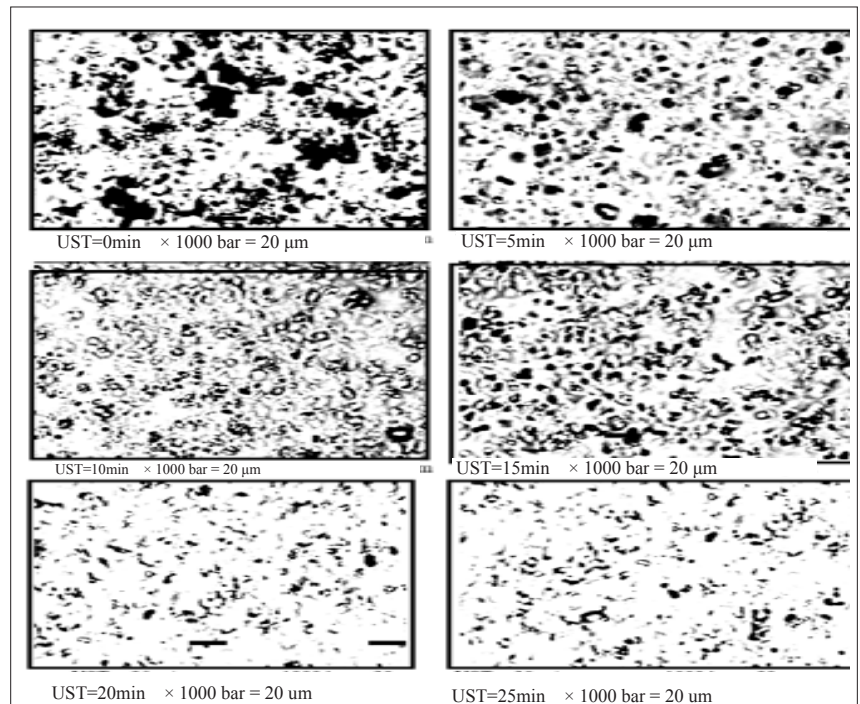 UST=0min × 1000 bar = 20 μm
UST=5min × 1000 bar = 20 μm
UST=10min × 1000 bar = 20 μm
UST=15min × 1000 bar = 20 μm
UST=20min × 1000 bar = 20 um
UST=25min × 1000 bar = 20 um